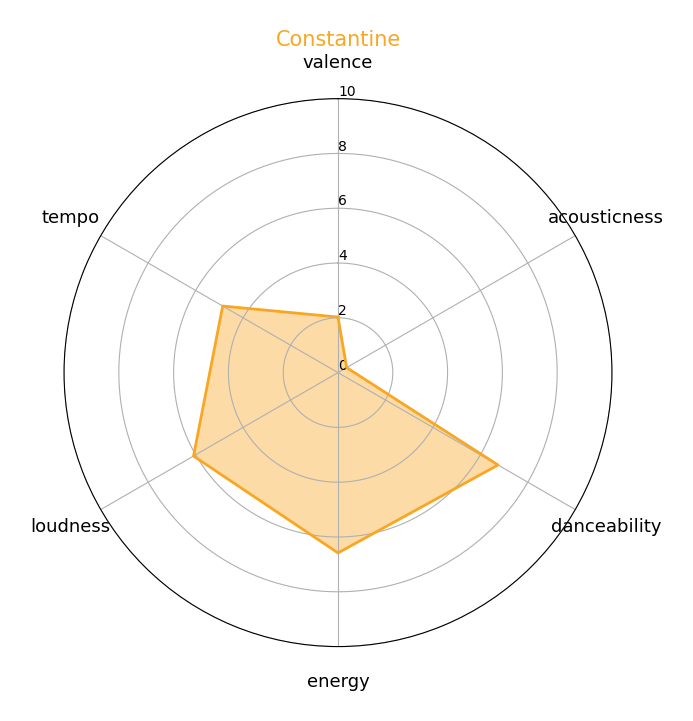 Constantine
valence
10
8
tempo
acousticness
6
4
2
0
loudness
danceability
energy